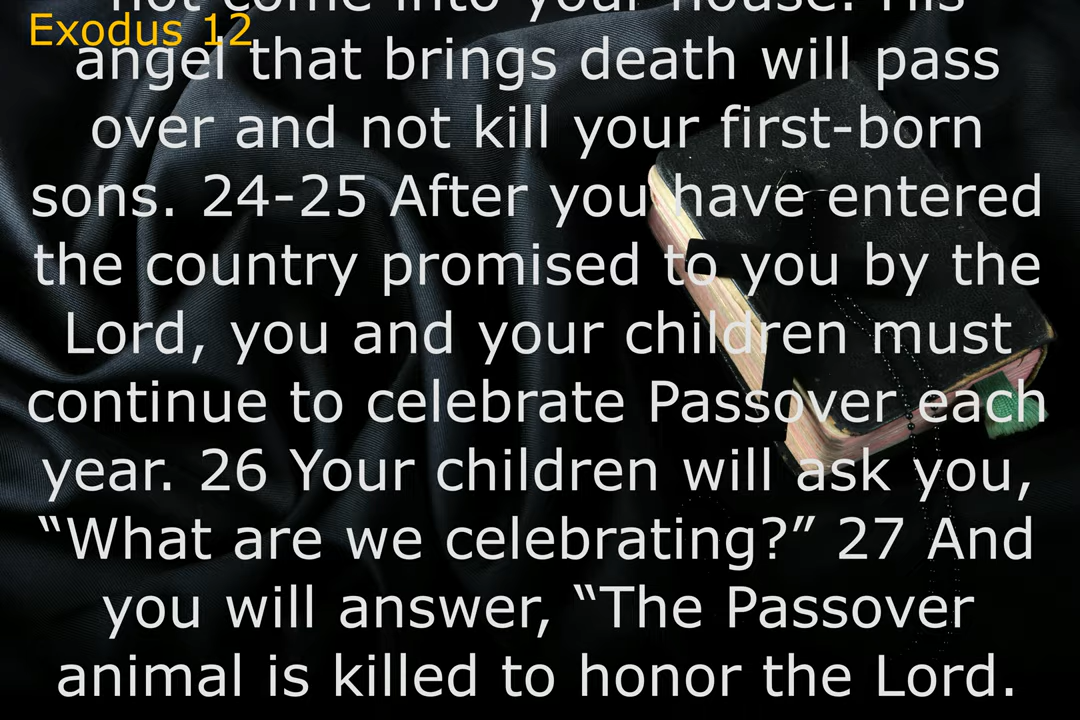 not come into your house. His
Exodus 12
angel that brings death will pass
over and not kill your first-born
sons. 24-25 After you have entered
the country promised to you by the
Lord, you and your children must
continue to celebrate Passover each
year. 26 Your children will ask you,
“What are we celebrating?” 27 And
you will answer, “The Passover
animal is killed to honor the Lord.